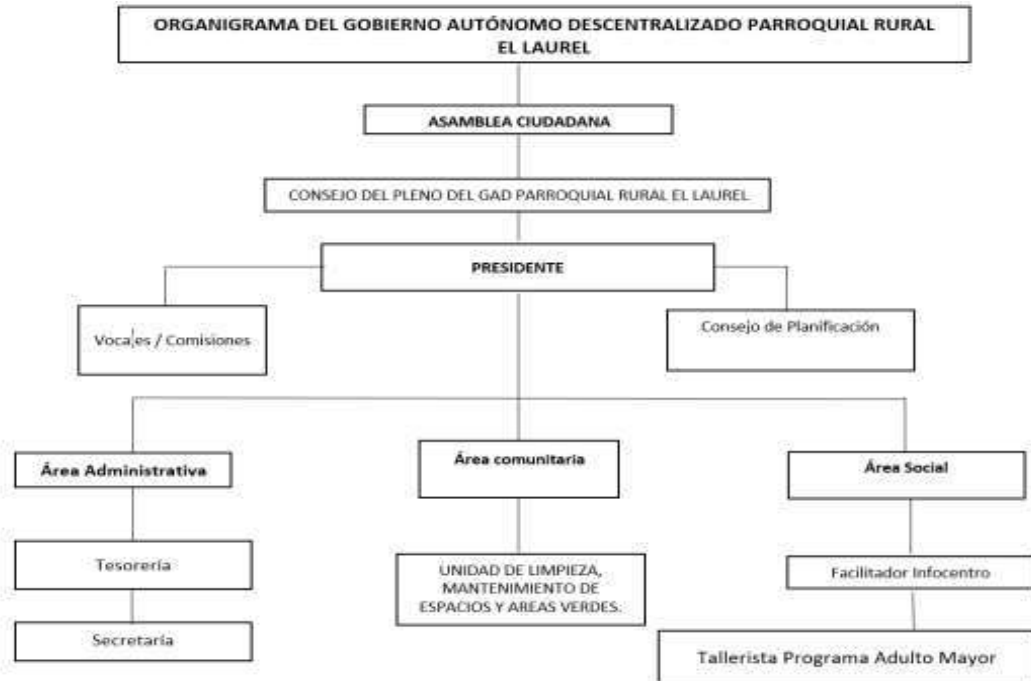 ORGANIGRAMA DEL GOBIERNO AUTÓNOMO DESCENTRALIZADO PARROQUIAL RURAL
EL LAUREL
ASAMBLEA CIUDADANA
CONSEJO DEL PLENO DEL GAD PARROQUIAL RURAL EL LAUREL
PRESIDENTE
Vocales / Comisiones
Consejo de Planificación
Área Administrativa
Área comunitaria
Área Social
Tesorería
UNIDAD DE LIMPIEZA,
MANTENIMIENTO DE
ESPACIOS Y AREAS VERDES.
Facilitador Infocentro
Secretaría
Tallerista Programa Adulto Mayor